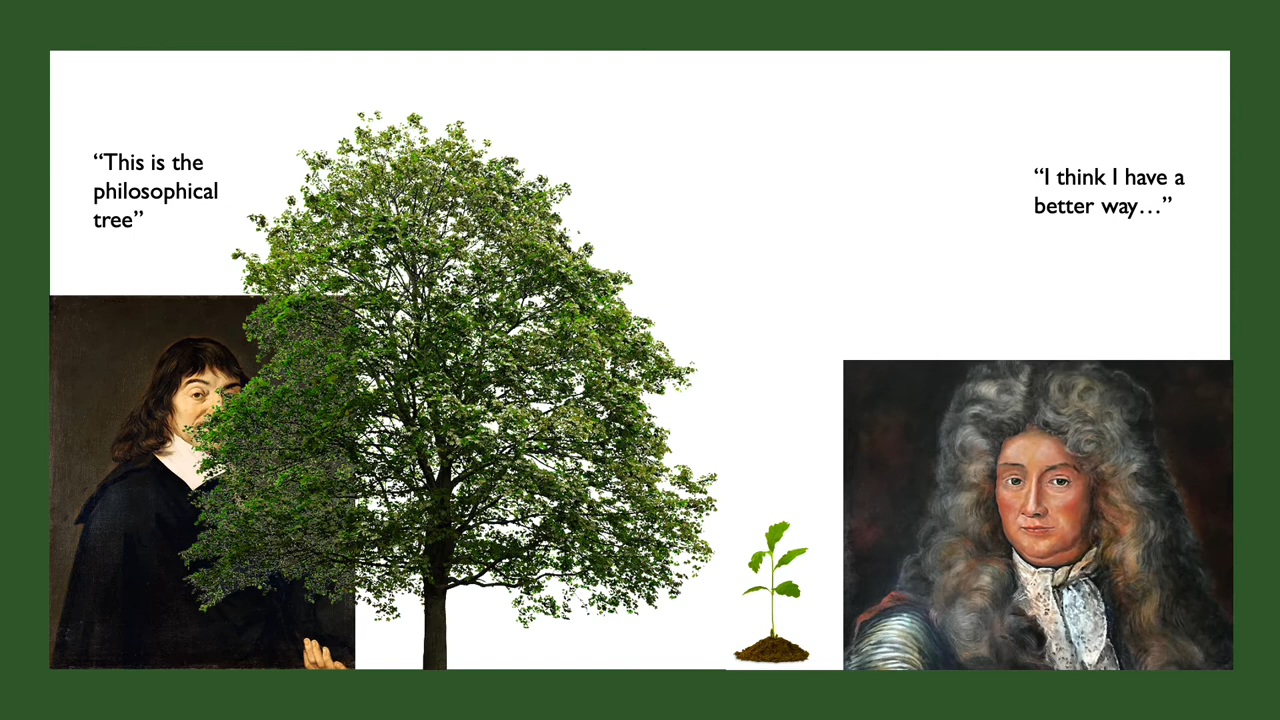 “This is the
philosophical
tree”
“I think I have a
better way…”